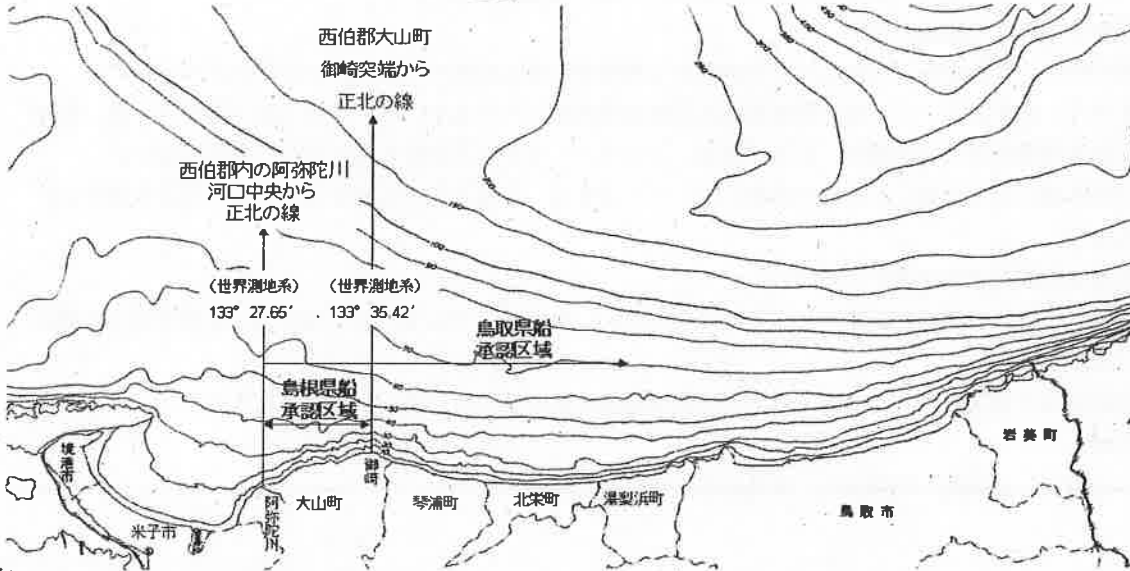 西伯郡大山町
御崎突端から
正北の線
西伯郡内の阿弥陀川
河口中央から
正北の線
（世界測地系）
133° 27.65′
（世界測地系）
133° 35.42′
鳥取県船
承認区域
島根県船
承認区域
境港市
米子市
阿弥陀川
大山町
御崎
琴浦町
北栄町
湯梨浜町
鳥取市
岩美町